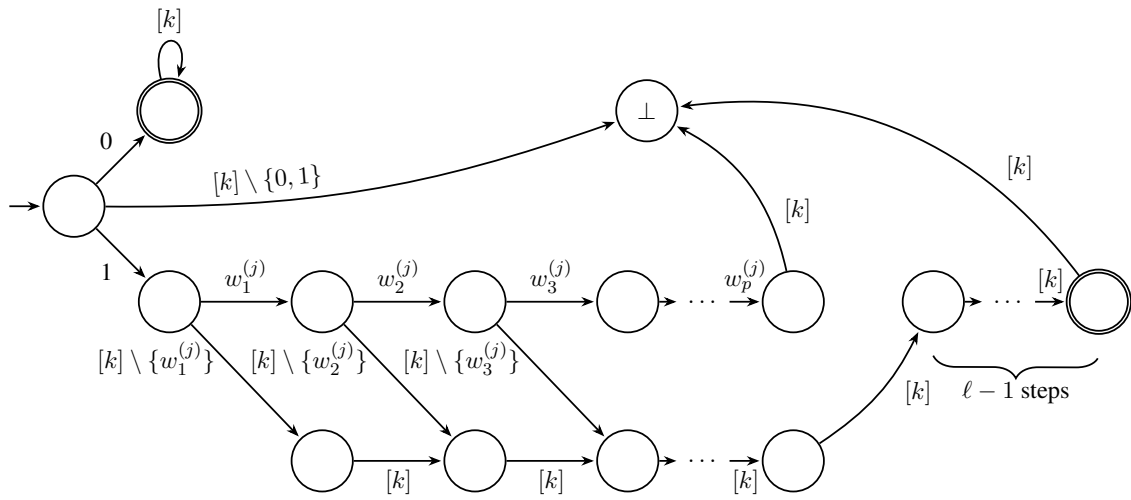 [k]
⊥
0
[k] \ {0, 1}
[k]
[k]
1
w_1^{(j)}
w_2^{(j)}
w_3^{(j)}
···
w_p^{(j)}
···
[k]
[k] \ {w_1^{(j)}}
[k] \ {w_2^{(j)}}
[k] \ {w_3^{(j)}}
[k]
ℓ − 1 steps
[k]
[k]
···
[k]